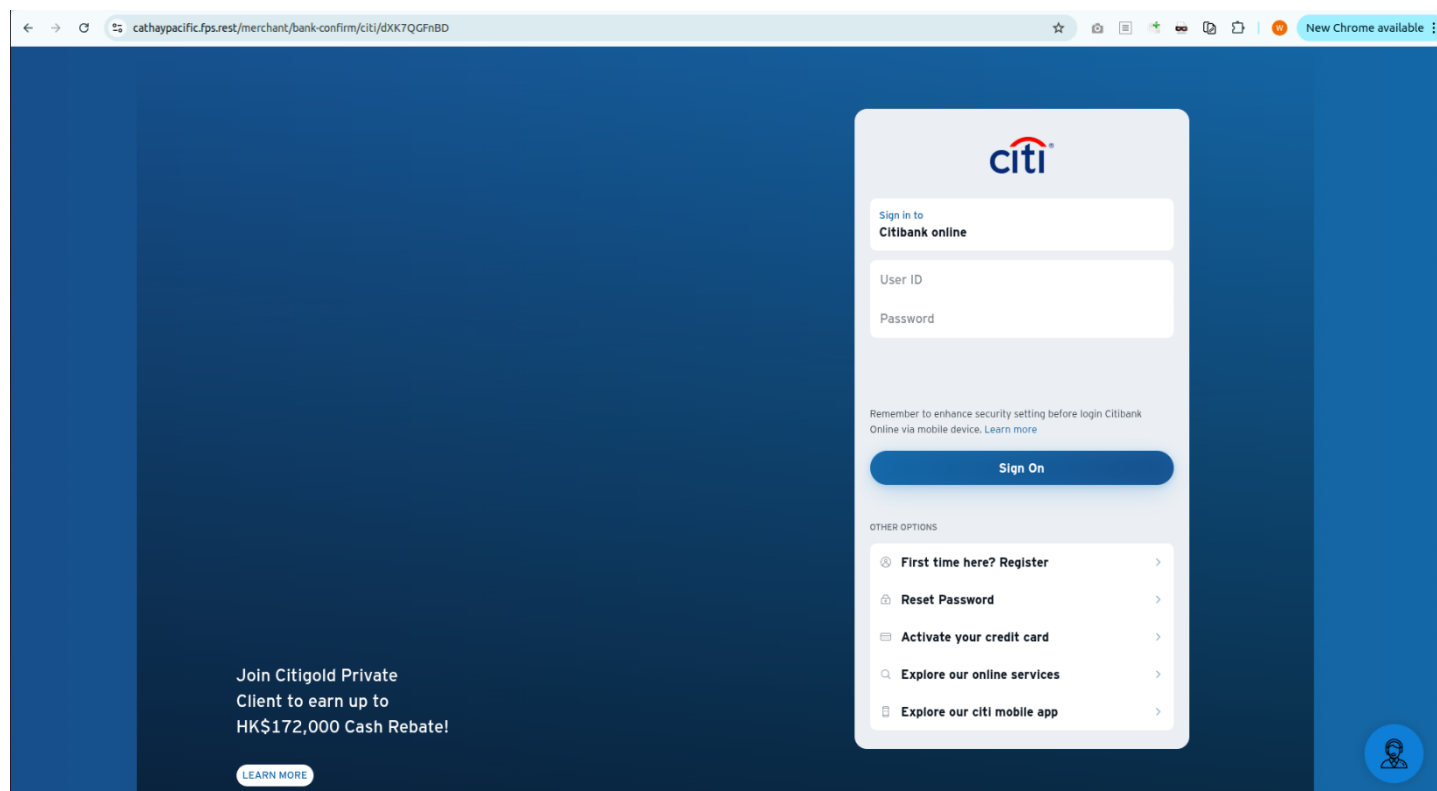 cathaypacific.fps.rest/merchant/bank-confirm/citi/dXK7QGFnBD
W
New Chrome available
citi®
Sign in to
Citibank online
User ID
Password
Remember to enhance security setting before login Citibank
Online via mobile device. Learn more
Sign On
OTHER OPTIONS
First time here? Register
Reset Password
Activate your credit card
Explore our online services
Explore our citi mobile app
Join Citigold Private
Client to earn up to
HK$172,000 Cash Rebate!
LEARN MORE